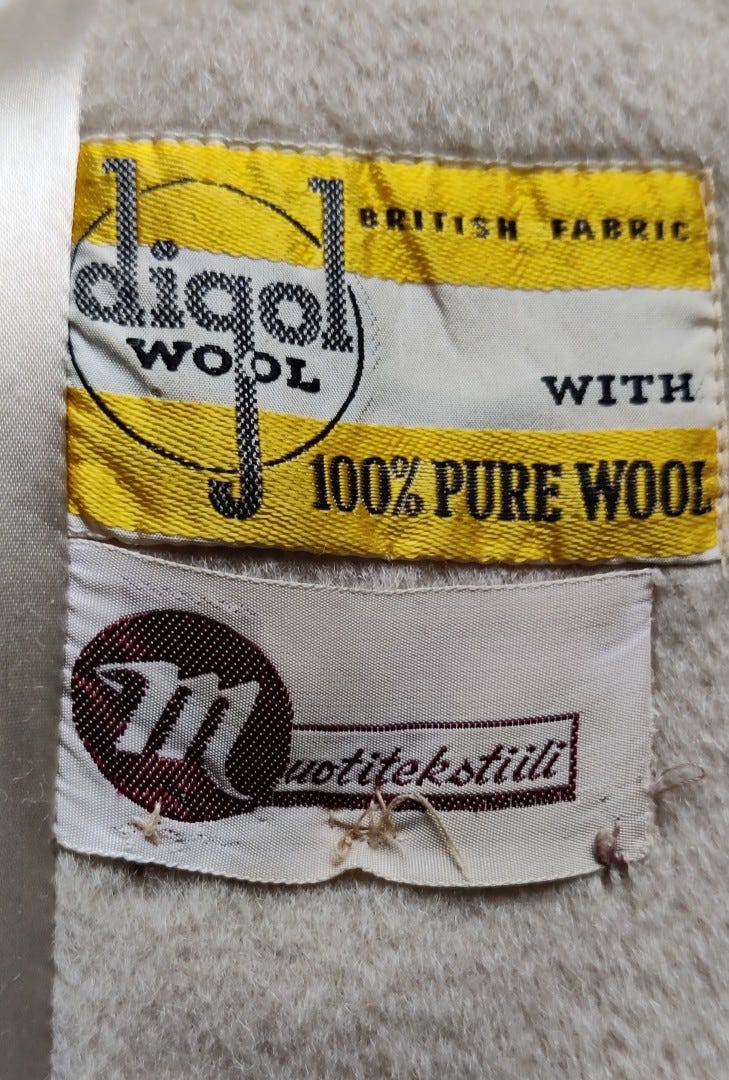 BRITISH FABRIC
digol
WOOL
WITH
100% PURE WOOL
Muotitekstiili